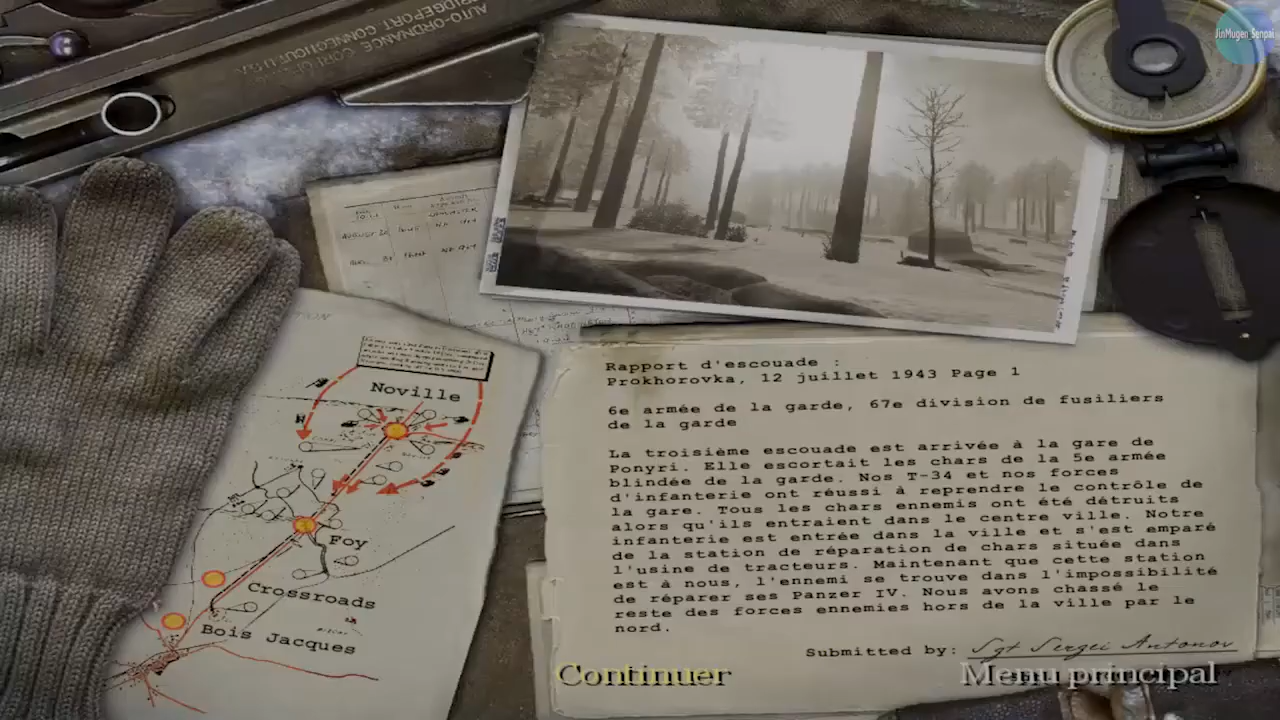 AUTO-ORDNANCE CORP.
BRIDGEPORT
CONNECTICUT U.S.A.
JinMugen_Senpai
Noville
Foy
Crossroads
Bois Jacques
Rapport d'escouade :
Prokhorovka, 12 juillet 1943 Page 1
6e armée de la garde, 67e division de fusiliers
de la garde
La troisième escouade est arrivée à la gare de
Ponyri. Elle escortait les chars de la 5e armée
blindée de la garde. Nos T-34 et nos forces
d'infanterie ont réussi à reprendre le contrôle de
la gare. Tous les chars ennemis ont été détruits
alors qu'ils entraient dans le centre ville. Notre
infanterie est entrée dans la ville et s'est emparé
de la station de réparation de chars située dans
l'usine de tracteurs. Maintenant que cette station
est à nous, l'ennemi se trouve dans l'impossibilité
de réparer ses Panzer IV. Nous avons chassé le
reste des forces ennemies hors de la ville par le
nord.
Submitted by: Sgt Sergei Antonov
Continuer
Menu principal